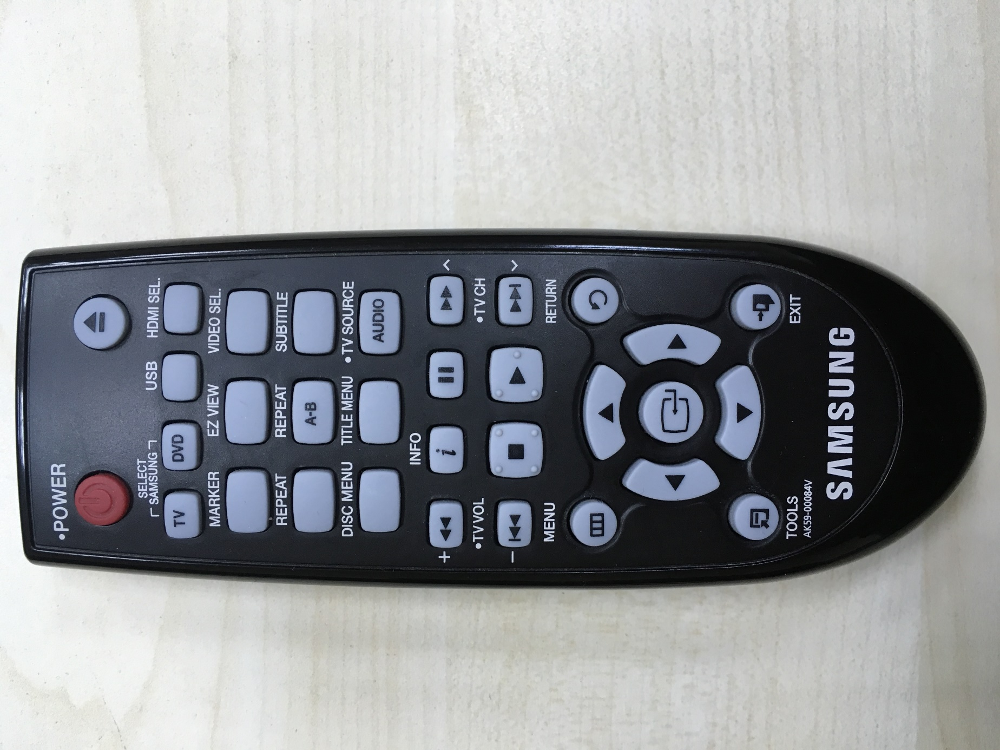 •POWER
SELECT
SAMSUNG
TV DVD USB HDMI SEL.
MARKER EZ VIEW VIDEO SEL.
REPEAT REPEAT SUBTITLE
A-B
DISC MENU TITLE MENU •TV SOURCE
AUDIO
INFO
i
+ •TV VOL −
•TV CH
MENU RETURN
TOOLS EXIT
AK59-00084V
SAMSUNG